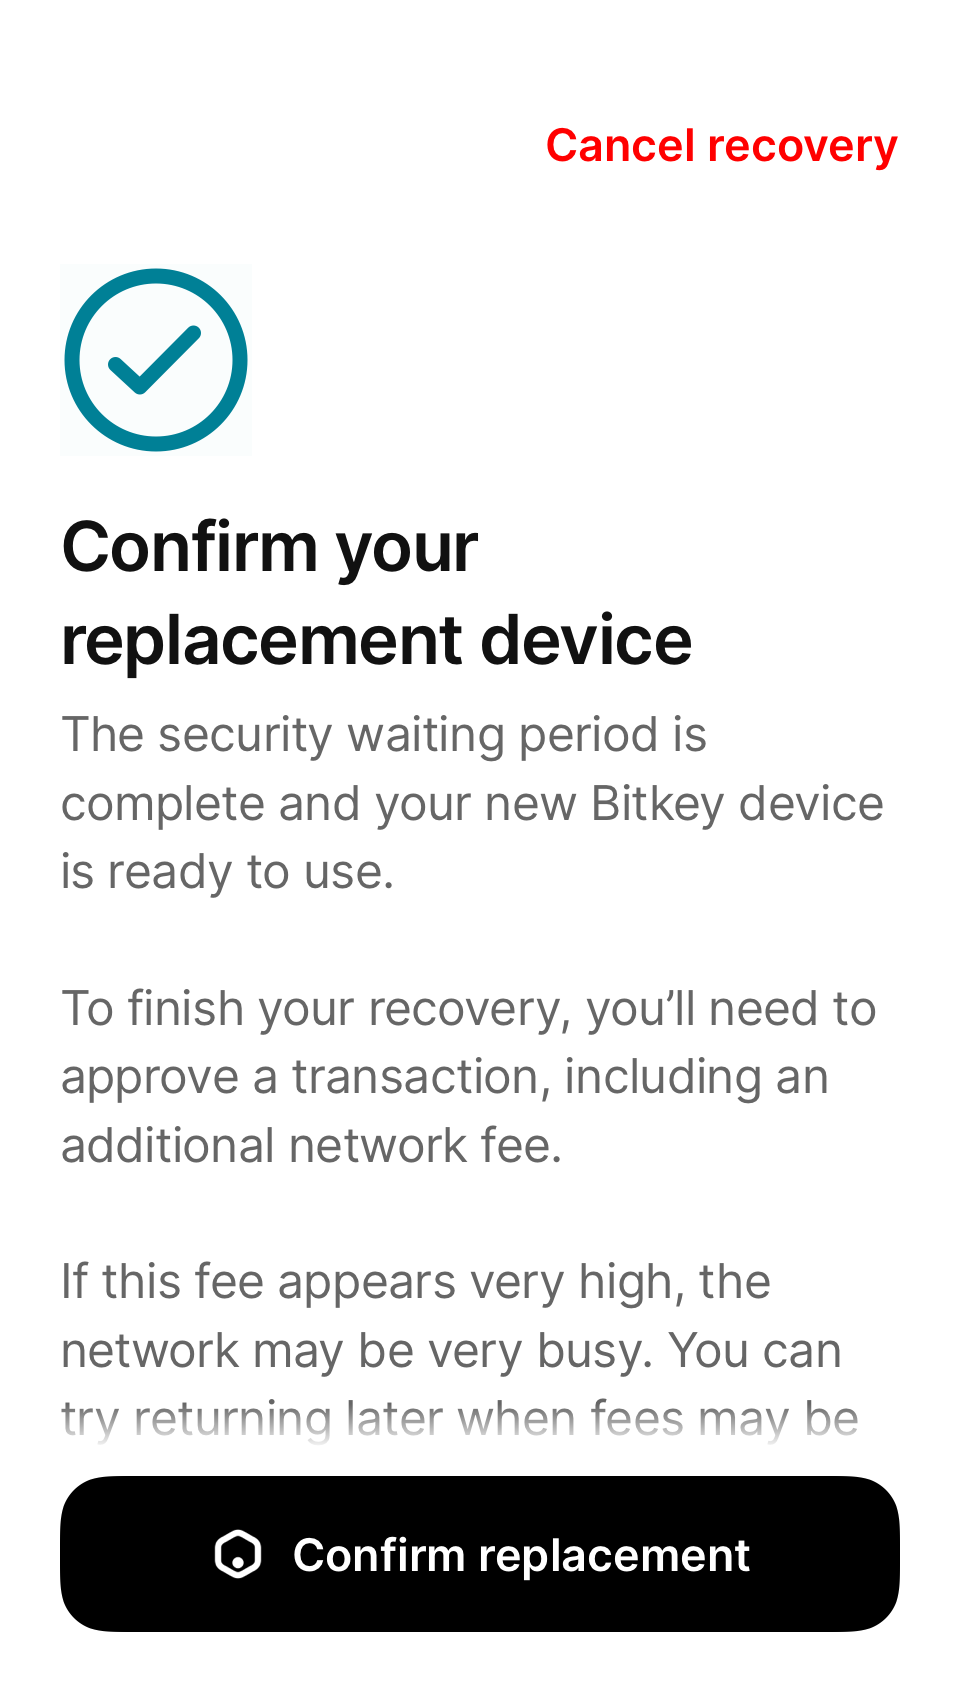 Cancel recovery
Confirm your
replacement device
The security waiting period is
complete and your new Bitkey device
is ready to use.
To finish your recovery, you’ll need to
approve a transaction, including an
additional network fee.
If this fee appears very high, the
network may be very busy. You can
try returning later when fees may be
Confirm replacement